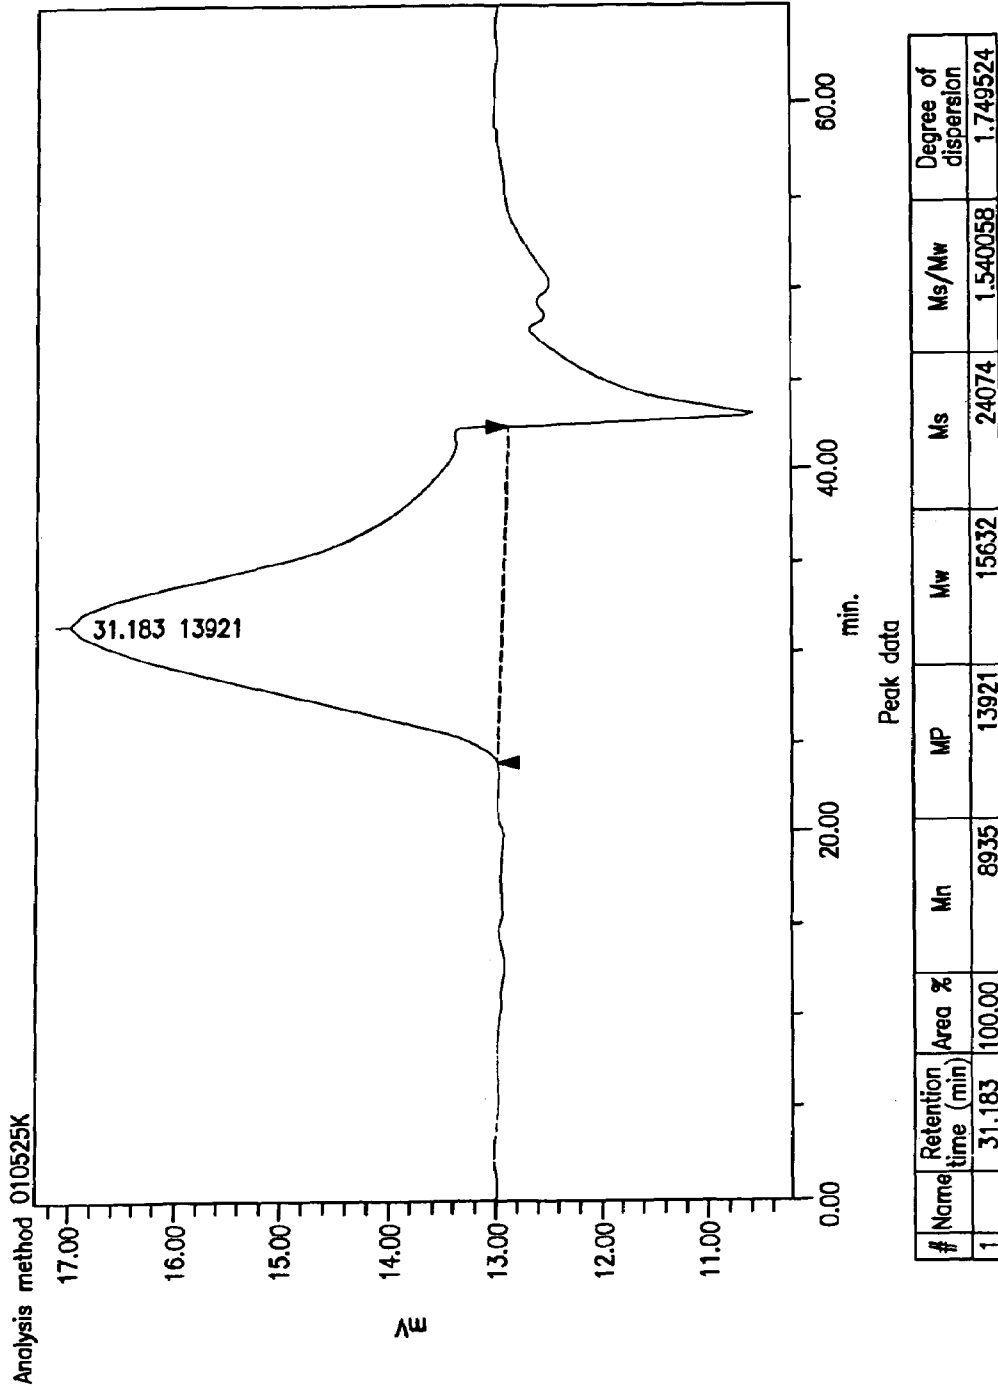 Analysis method 010525K
mV
17.00
16.00
15.00
14.00
13.00
12.00
11.00
31.183 13921
0.00 20.00 40.00 60.00
min.
Peak data
# Name Retention time (min) Area % Mn MP Mw Ms Ms/Mw Degree of dispersion
1 31.183 100.00 8935 13921 15632 24074 1.540058 1.749524